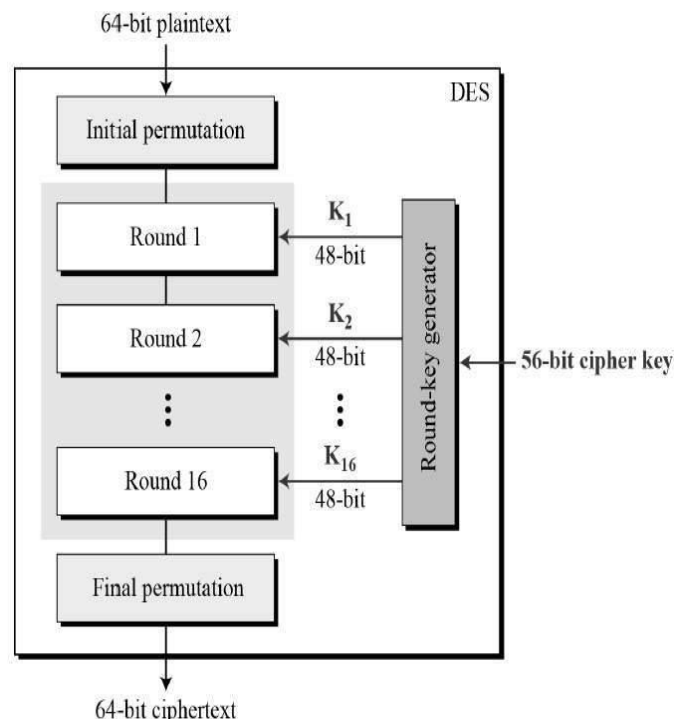 64-bit plaintext
DES
Initial permutation
Round 1
K1
48-bit
Round 2
K2
48-bit
Round-key generator
56-bit cipher key
Round 16
K16
48-bit
Final permutation
64-bit ciphertext